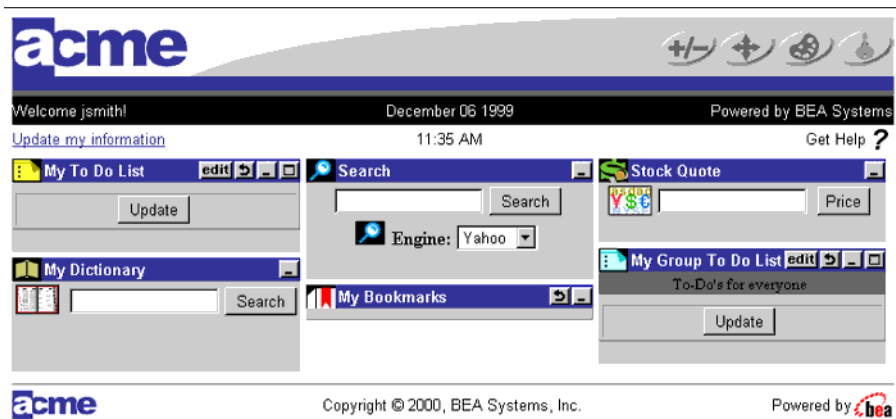 acme
+/-
Welcome jsmith! December 06 1999 Powered by BEA Systems
Update my information 11:35 AM Get Help ?
My To Do List edit
Update
Search
Search
Engine: Yahoo
Stock Quote
Price
My Dictionary
Search
My Bookmarks
My Group To Do List edit
To-Do's for everyone
Update
acme Copyright © 2000, BEA Systems, Inc. Powered by bea